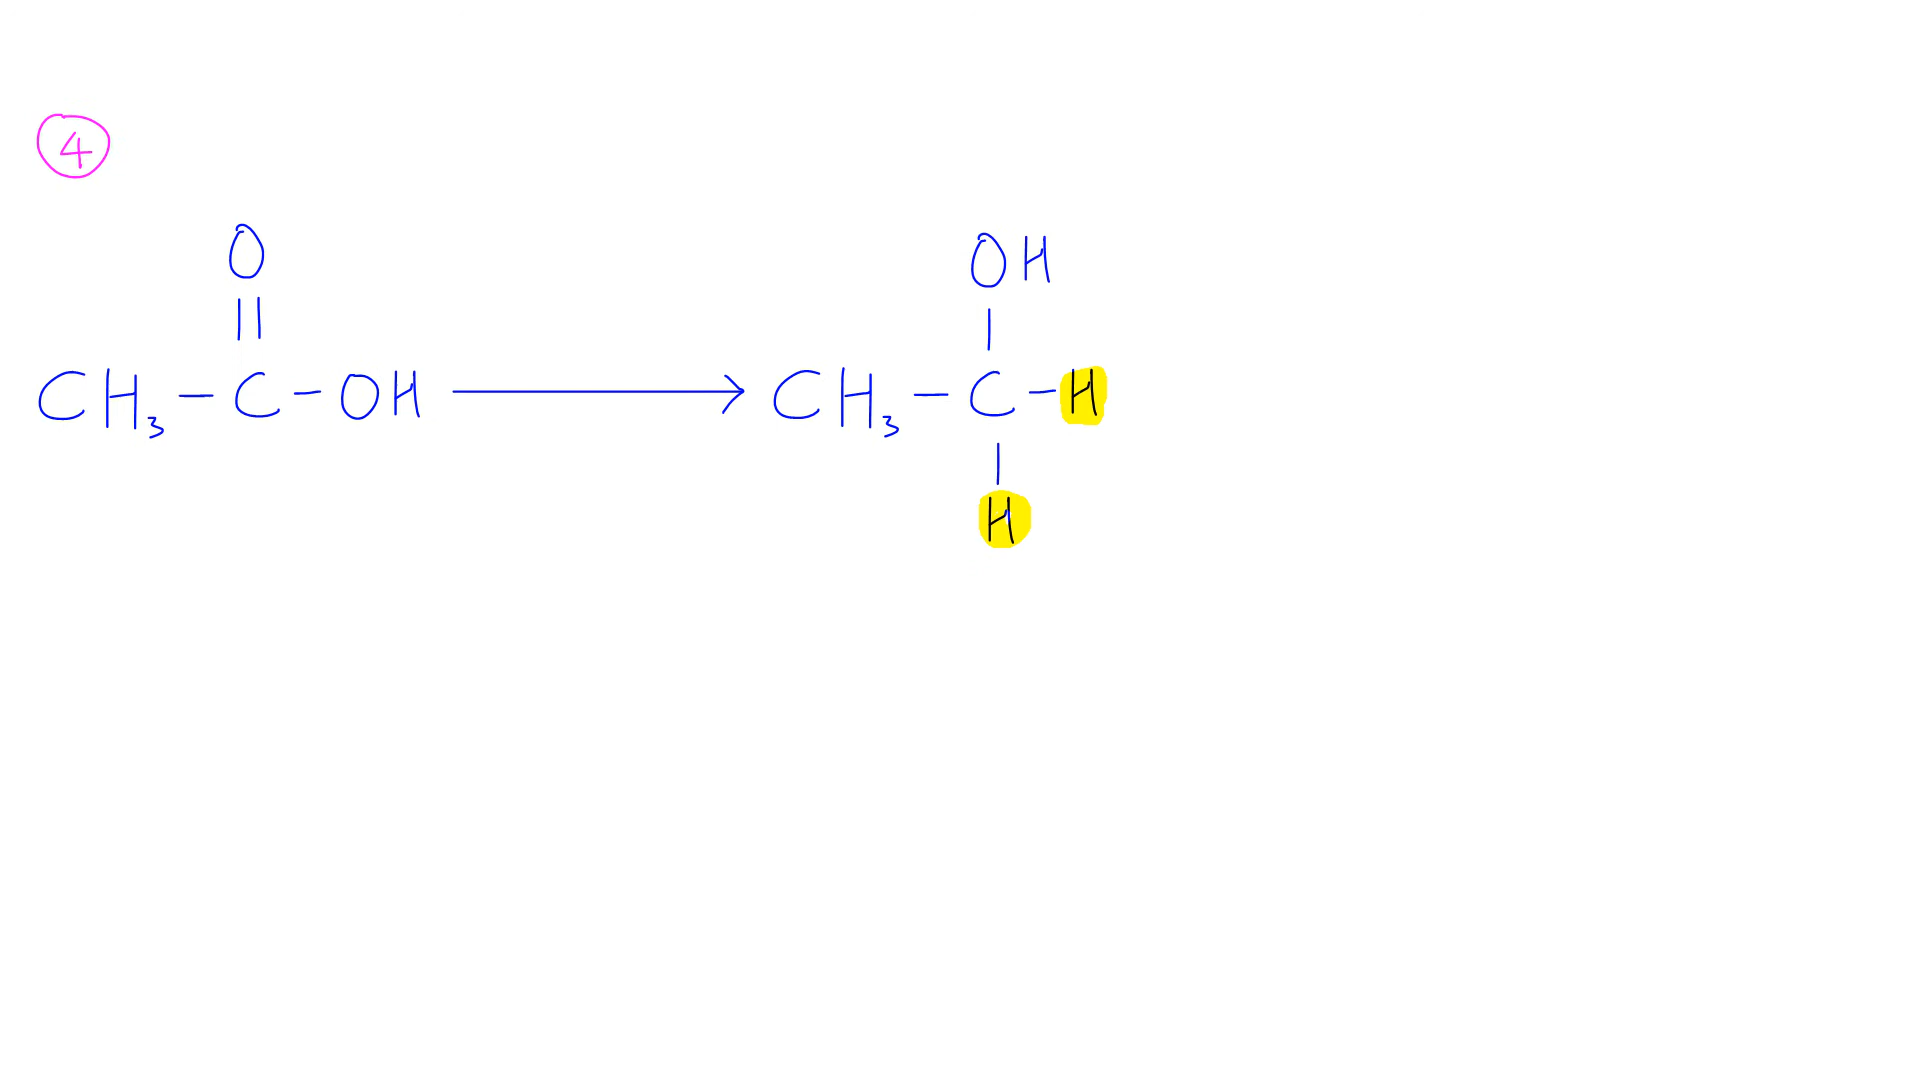 4
O OH
|| |
CH₃-C-OH → CH₃-C-H
|
H